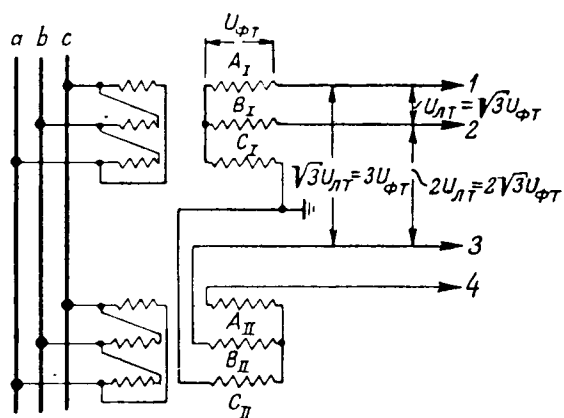 a b c
U_фт
A_I
B_I
C_I
1
U_лт = √3U_фт
2
√3U_лт = 3U_фт
2U_лт = 2√3U_фт
3
4
A_II
B_II
C_II